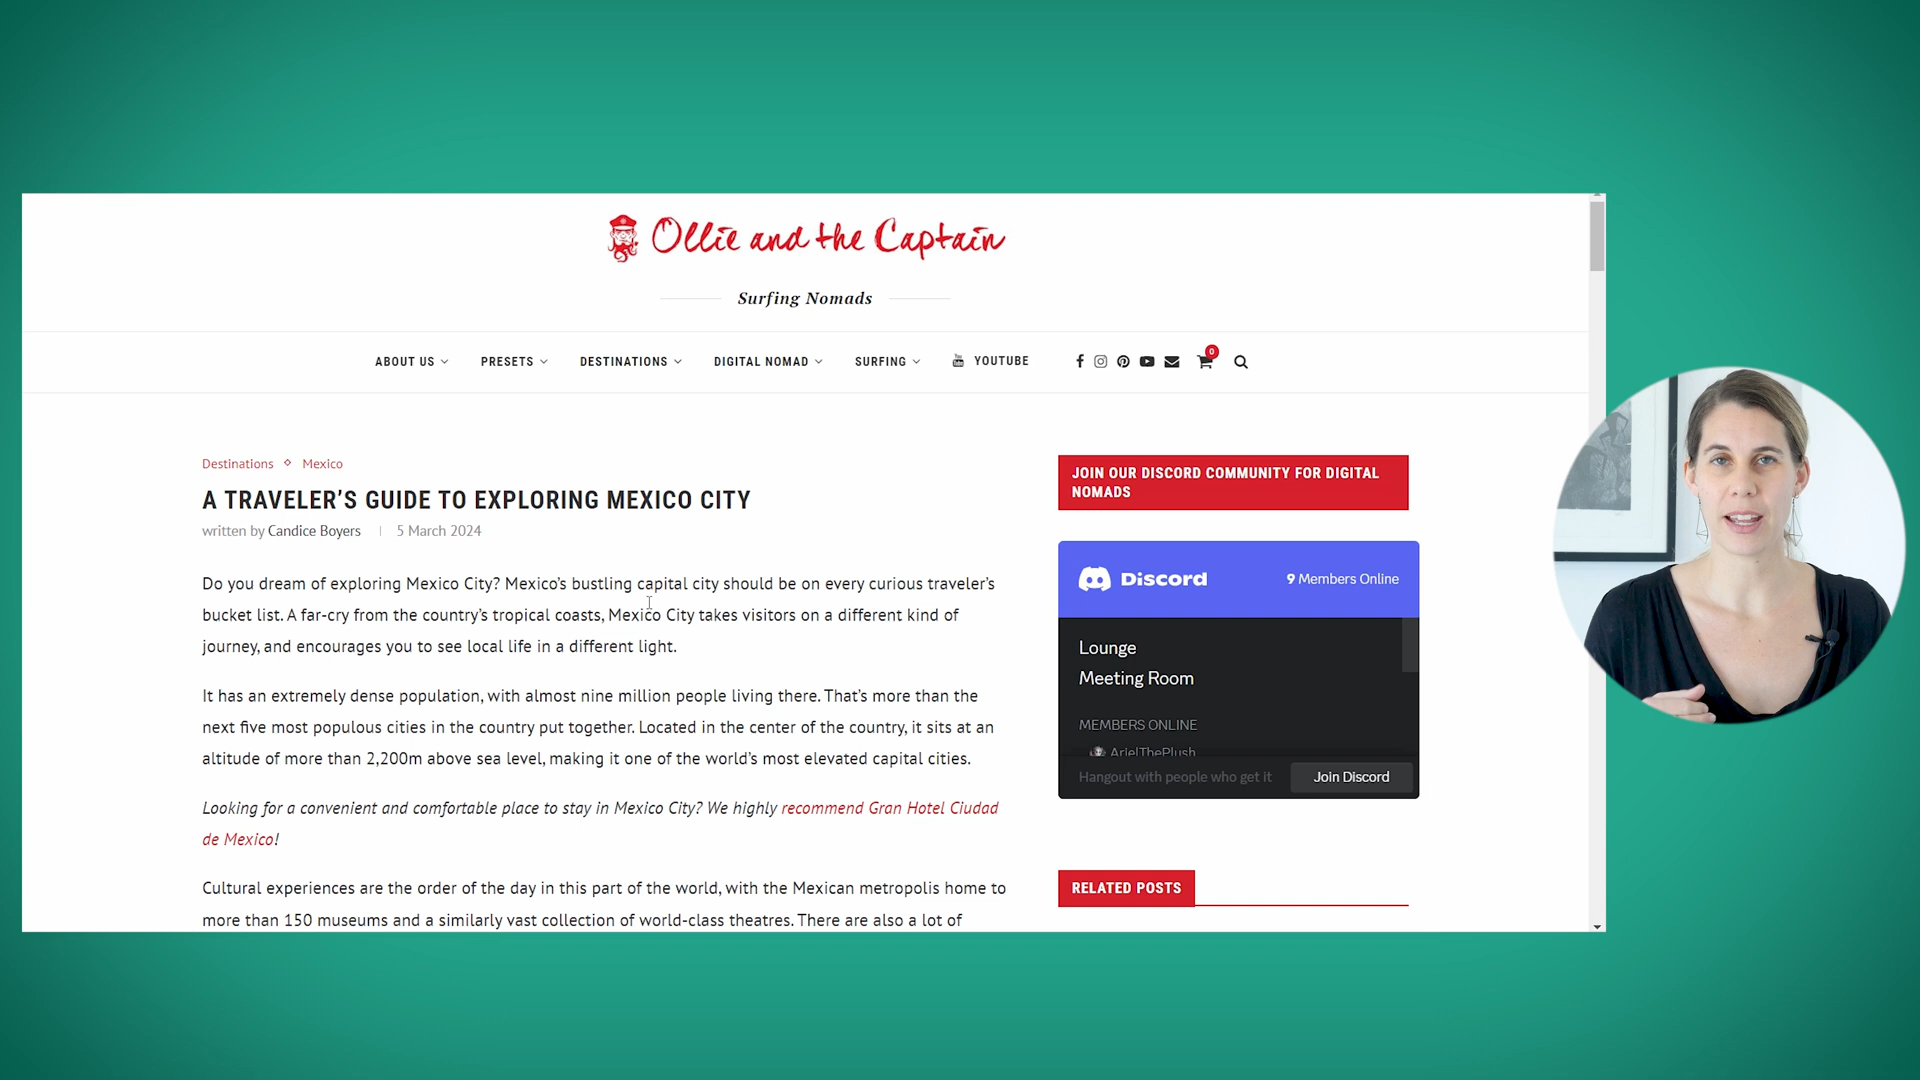 Ollie and the Captain
Surfing Nomads
ABOUT US
PRESETS
DESTINATIONS
DIGITAL NOMAD
SURFING
YOUTUBE
0
Destinations
Mexico
A TRAVELER'S GUIDE TO EXPLORING MEXICO CITY
written by Candice Boyers
5 March 2024
Do you dream of exploring Mexico City? Mexico's bustling capital city should be on every curious traveler's
bucket list. A far-cry from the country's tropical coasts, Mexico City takes visitors on a different kind of
journey, and encourages you to see local life in a different light.
It has an extremely dense population, with almost nine million people living there. That's more than the
next five most populous cities in the country put together. Located in the center of the country, it sits at an
altitude of more than 2,200m above sea level, making it one of the world's most elevated capital cities.
Looking for a convenient and comfortable place to stay in Mexico City? We highly recommend Gran Hotel Ciudad
de Mexico!
Cultural experiences are the order of the day in this part of the world, with the Mexican metropolis home to
more than 150 museums and a similarly vast collection of world-class theatres. There are also a lot of
JOIN OUR DISCORD COMMUNITY FOR DIGITAL
NOMADS
Discord
9 Members Online
Lounge
Meeting Room
MEMBERS ONLINE
ArielThePlush
Hangout with people who get it
Join Discord
RELATED POSTS